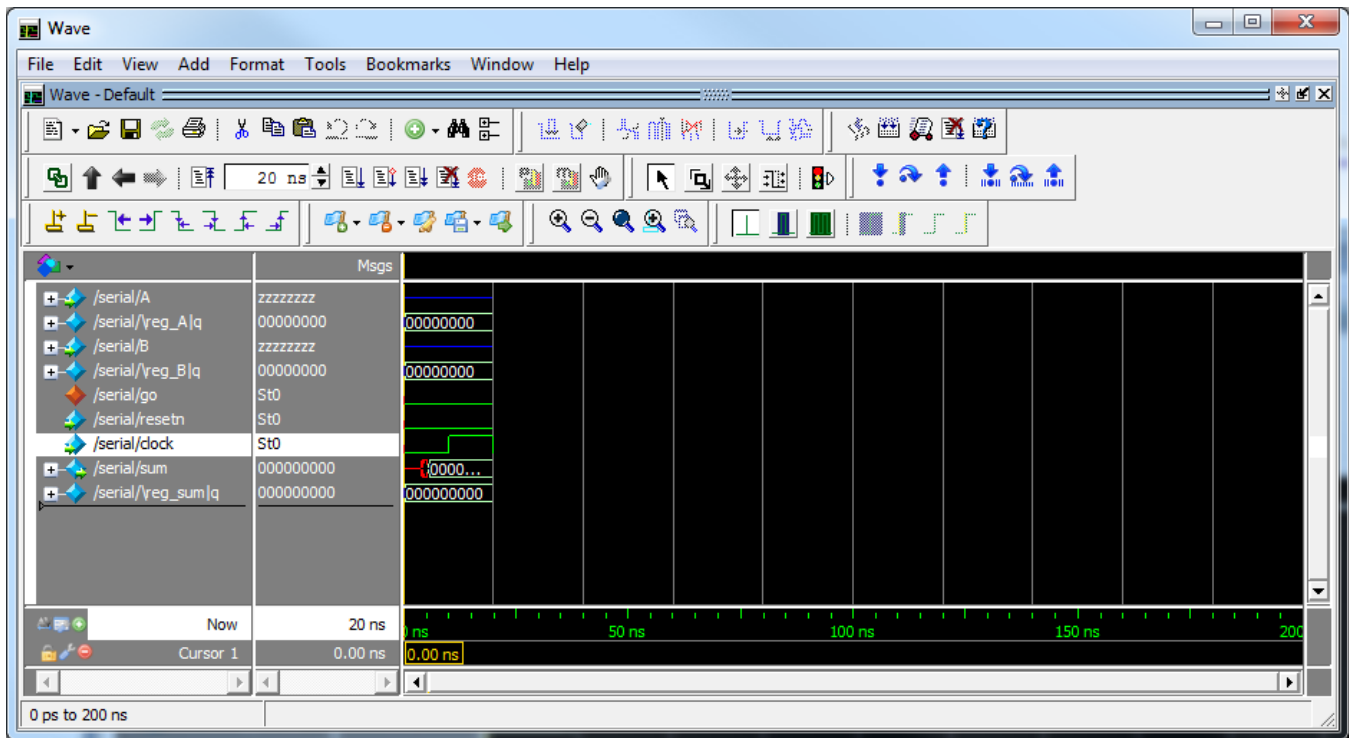 Wave
File Edit View Add Format Tools Bookmarks Window Help
Wave - Default
20 ns
Msgs
/serial/A zzzzzzzz
/serial/\reg_A|q 00000000 00000000
/serial/B zzzzzzzz
/serial/\reg_B|q 00000000 00000000
/serial/go St0
/serial/resetn St0
/serial/clock St0
/serial/sum 000000000 0000...
/serial/\reg_sum|q 000000000 000000000
Now 20 ns ns 50 ns 100 ns 150 ns 200
Cursor 1 0.00 ns 0.00 ns
0 ps to 200 ns